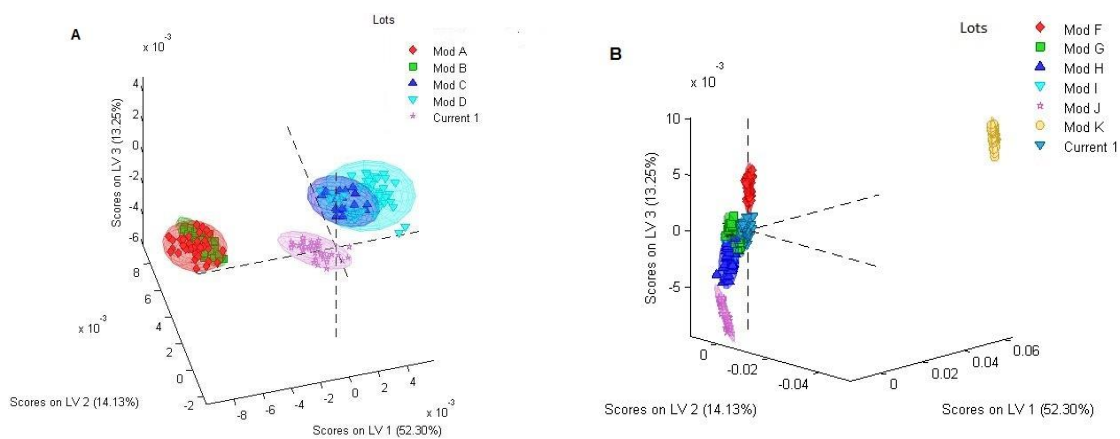 A
Lots
x 10⁻³
Mod A
Mod B
Mod C
Mod D
Current 1
Scores on LV 3 (13.25%)
4
2
0
-2
-4
-6
8
6
4
2
0
-2
x 10⁻³
Scores on LV 2 (14.13%)
-8
-6
-4
-2
0
2
4
x 10⁻³
Scores on LV 1 (52.30%)
B
Lots
x 10⁻³
Mod F
Mod G
Mod H
Mod I
Mod J
Mod K
Current 1
Scores on LV 3 (13.25%)
10
5
0
-5
0
-0.02
-0.04
Scores on LV 2 (14.13%)
0
0.02
0.04
0.06
Scores on LV 1 (52.30%)